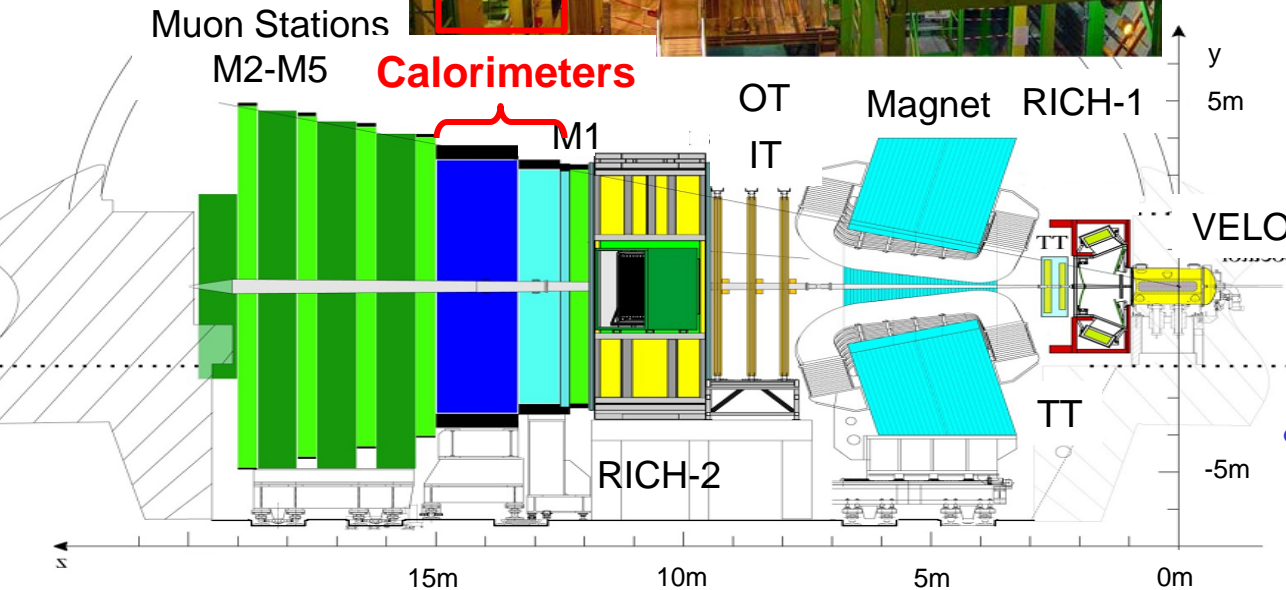 Muon Stations
M2-M5
Calorimeters
M1
OT
IT
Magnet
RICH-1
y
5m
TT
VELO
TT
RICH-2
-5m
z
15m
10m
5m
0m